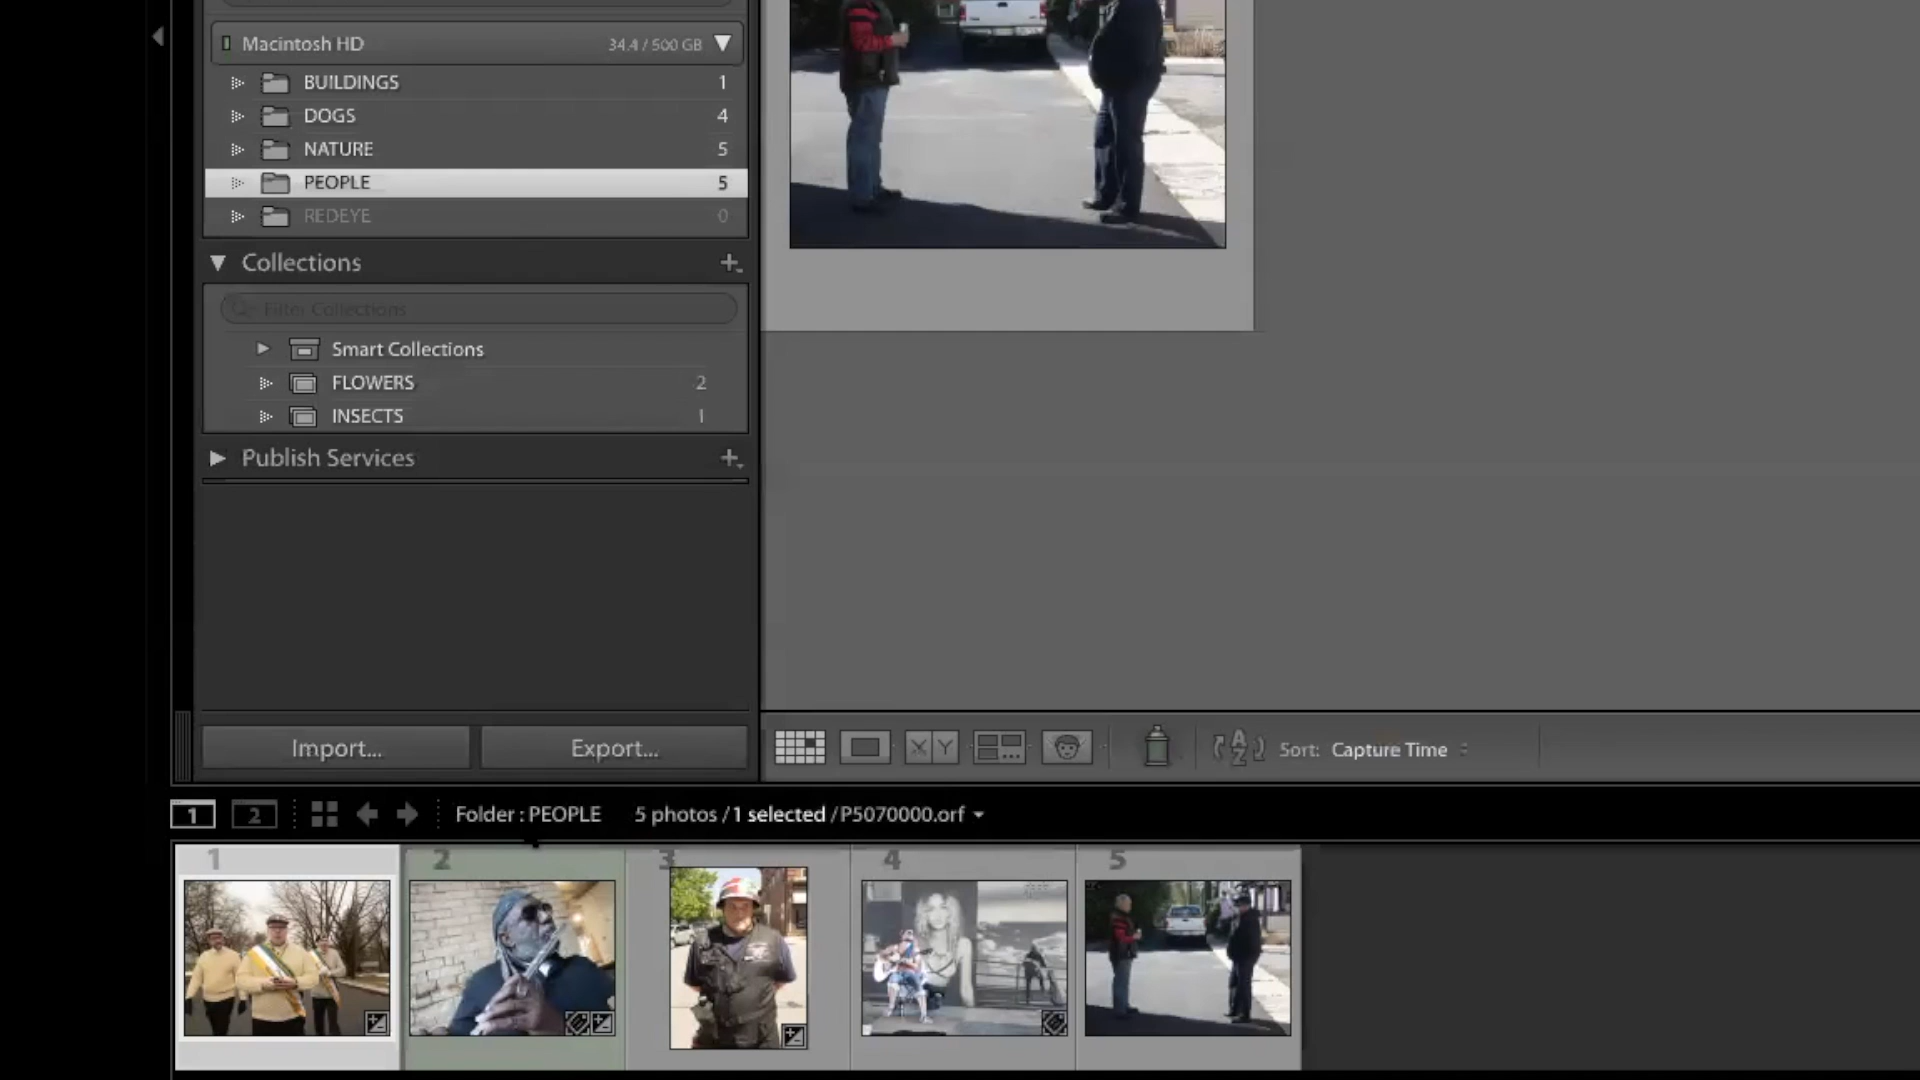 Macintosh HD 34.4 / 500 GB
BUILDINGS 1
DOGS 4
NATURE 5
PEOPLE 5
REDEYE 0
Collections
Filter Collections
Smart Collections
FLOWERS 2
INSECTS 1
Publish Services
Import... Export...
X Y A Z Sort: Capture Time
1 2 Folder : PEOPLE 5 photos / 1 selected / P5070000.orf
1 2 3 4 5